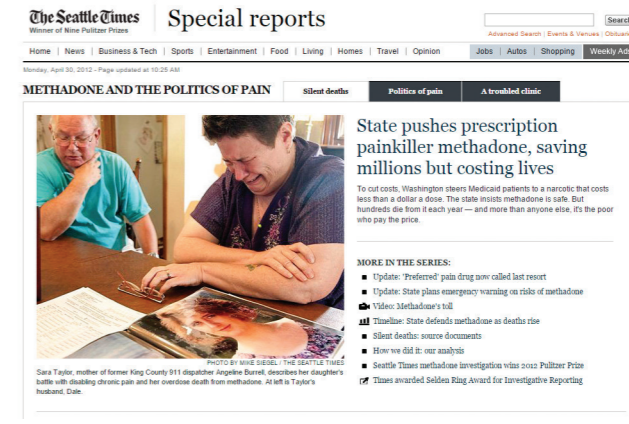 The Seattle Times
Winner of Nine Pulitzer Prizes
Special reports
Search
Advanced Search | Events & Venues | Obituari
Home | News | Business & Tech | Sports | Entertainment | Food | Living | Homes | Travel | Opinion
Jobs | Autos | Shopping
Weekly Ad
Monday, April 30, 2012 - Page updated at 10:25 AM
METHADONE AND THE POLITICS OF PAIN
Silent deaths
Politics of pain
A troubled clinic
State pushes prescription
painkiller methadone, saving
millions but costing lives
To cut costs, Washington steers Medicaid patients to a narcotic that costs
less than a dollar a dose. The state insists methadone is safe. But
hundreds die from it each year — and more than anyone else, it's the poor
who pay the price.
MORE IN THE SERIES:
Update: 'Preferred' pain drug now called last resort
Update: State plans emergency warning on risks of methadone
Video: Methadone's toll
Timeline: State defends methadone as deaths rise
Silent deaths: source documents
How we did it: our analysis
Seattle Times methadone investigation wins 2012 Pulitzer Prize
Times awarded Selden Ring Award for Investigative Reporting
PHOTO BY MIKE SIEGEL / THE SEATTLE TIMES
Sara Taylor, mother of former King County 911 dispatcher Angeline Burrell, describes her daughter's
battle with disabling chronic pain and her overdose death from methadone. At left is Taylor's
husband, Dale.